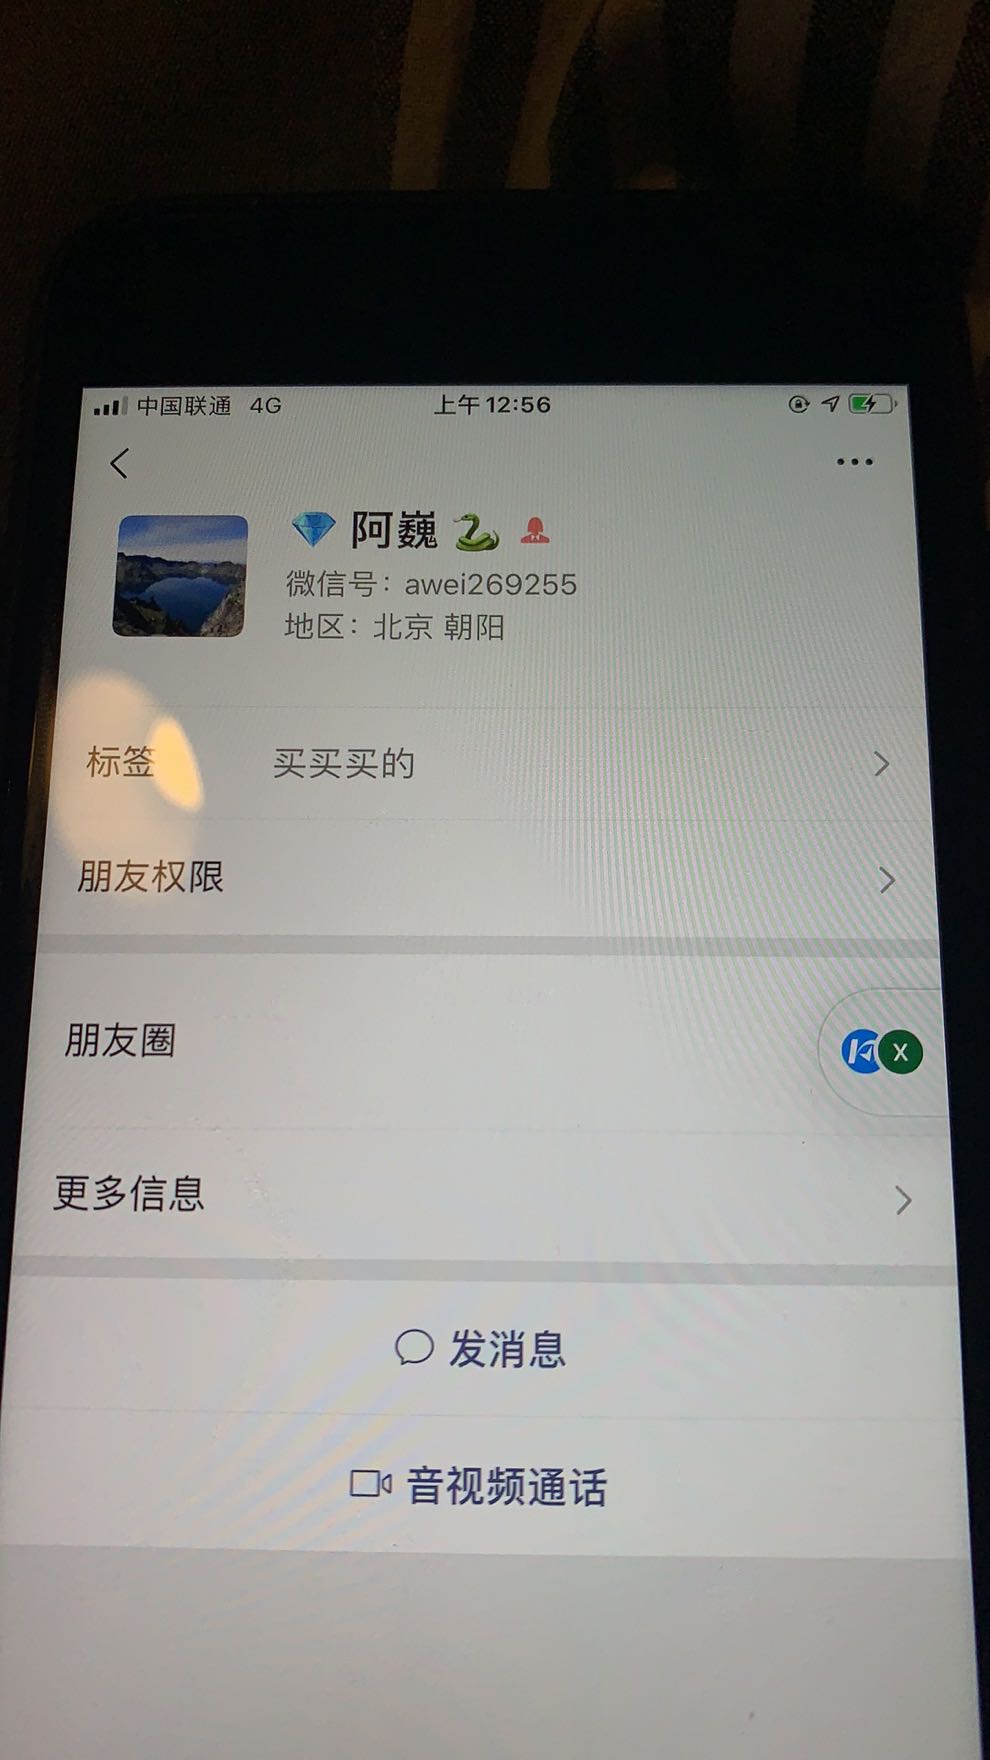 中国联通 4G 上午12:56
💎 阿巍 🐍
微信号：awei269255
地区：北京 朝阳
标签 买买买的
朋友权限
朋友圈
X
更多信息
发消息
音视频通话